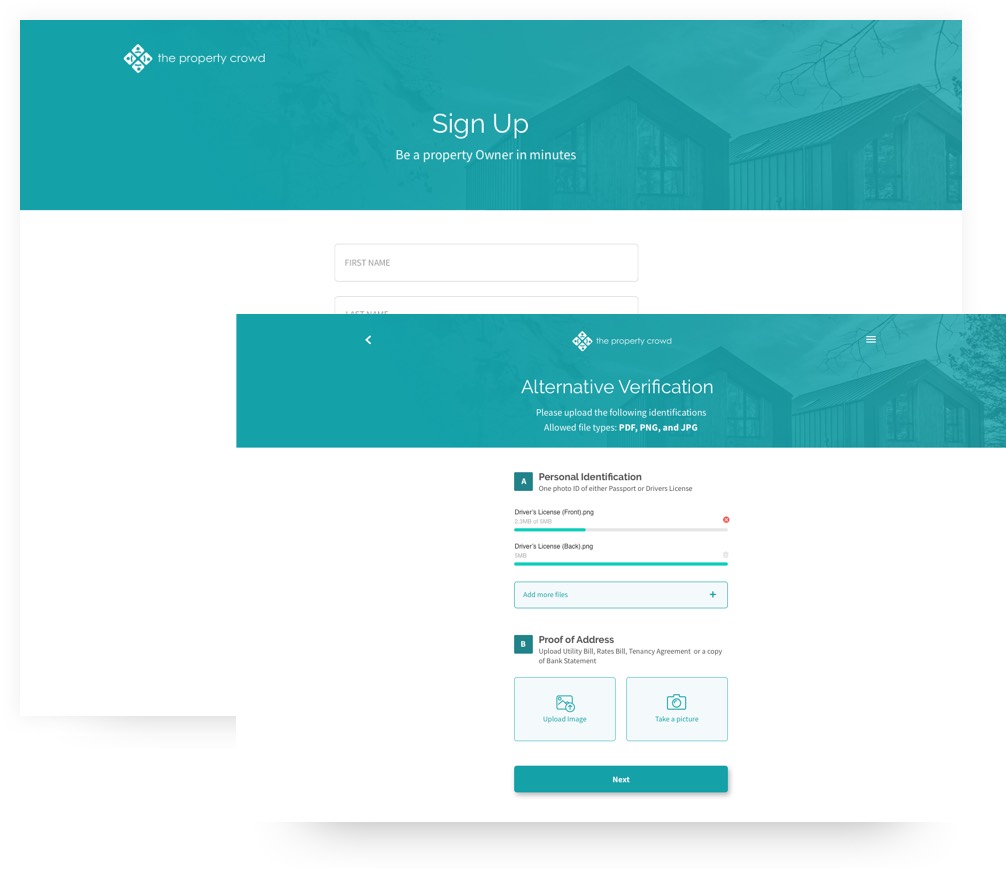 the property crowd
Sign Up
Be a property Owner in minutes
FIRST NAME
LAST NAME
the property crowd
Alternative Verification
Please upload the following identifications
Allowed file types: PDF, PNG, and JPG
A
Personal Identification
One photo ID of either Passport or Drivers License
Driver's License (Front).png
2.3MB of 5MB
Driver's License (Back).png
5MB
Add more files
B
Proof of Address
Upload Utility Bill, Rates Bill, Tenancy Agreement or a copy
of Bank Statement
Upload Image
Take a picture
Next